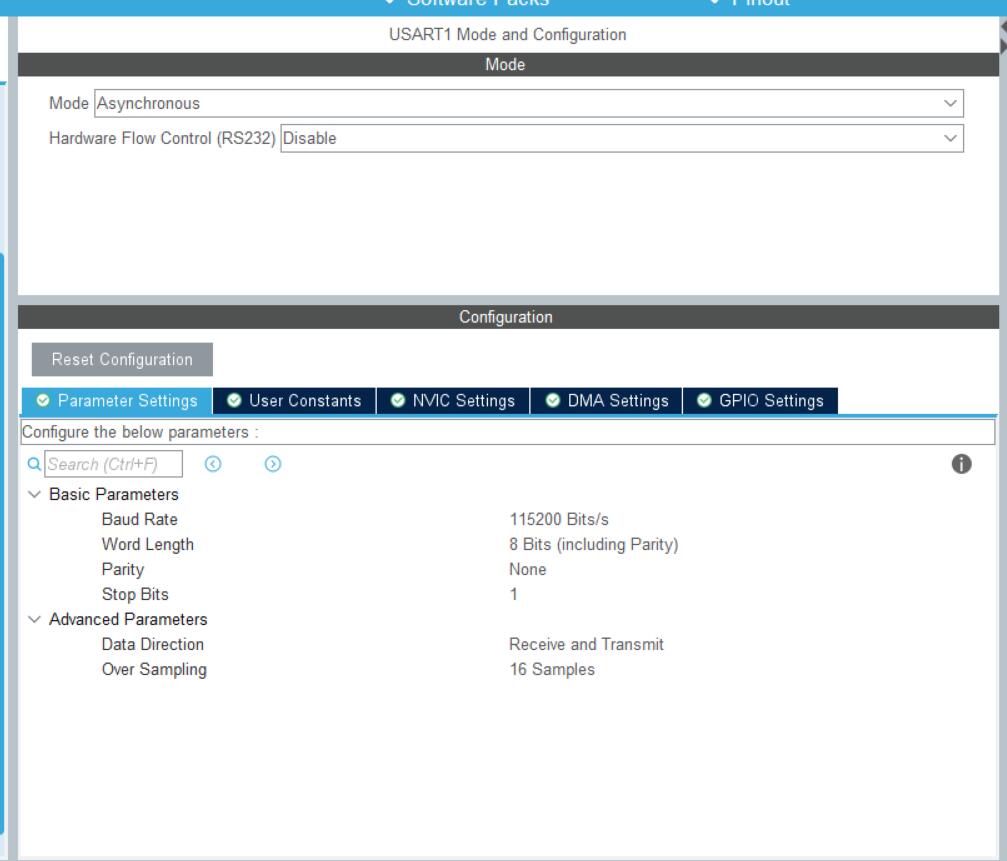 Software Packs Pinout
USART1 Mode and Configuration
Mode
Mode Asynchronous
Hardware Flow Control (RS232) Disable
Configuration
Reset Configuration
Parameter Settings User Constants NVIC Settings DMA Settings GPIO Settings
Configure the below parameters :
Search (Ctrl+F)
Basic Parameters
Baud Rate 115200 Bits/s
Word Length 8 Bits (including Parity)
Parity None
Stop Bits 1
Advanced Parameters
Data Direction Receive and Transmit
Over Sampling 16 Samples